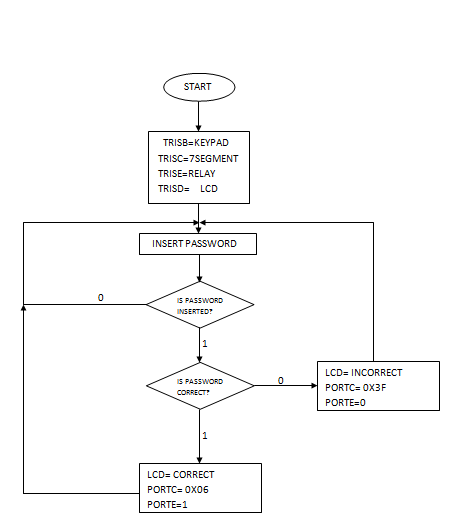 START
TRISB=KEYPAD
TRISC=7SEGMENT
TRISE=RELAY
TRISD= LCD
INSERT PASSWORD
0
IS PASSWORD
INSERTED?
1
IS PASSWORD
CORRECT?
0
LCD= INCORRECT
PORTC= 0X3F
PORTE=0
1
LCD= CORRECT
PORTC= 0X06
PORTE=1